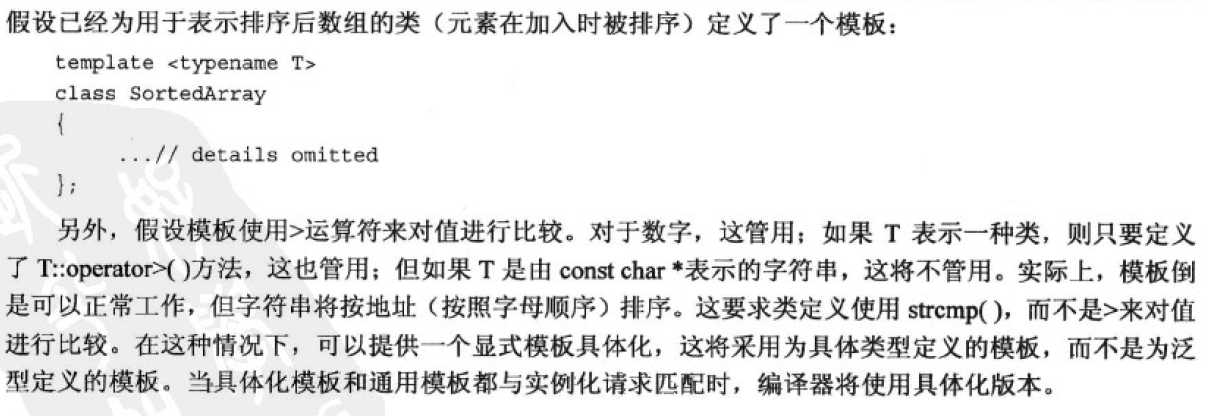 假设已经为用于表示排序后数组的类（元素在加入时被排序）定义了一个模板：
template <typename T>
class SortedArray
{
...// details omitted
};
另外，假设模板使用>运算符来对值进行比较。对于数字，这管用；如果 T 表示一种类，则只要定义
了 T::operator>( )方法，这也管用；但如果 T 是由 const char *表示的字符串，这将不管用。实际上，模板倒
是可以正常工作，但字符串将按地址（按照字母顺序）排序。这要求类定义使用 strcmp( )，而不是>来对值
进行比较。在这种情况下，可以提供一个显式模板具体化，这将采用为具体类型定义的模板，而不是为泛
型定义的模板。当具体化模板和通用模板都与实例化请求匹配时，编译器将使用具体化版本。